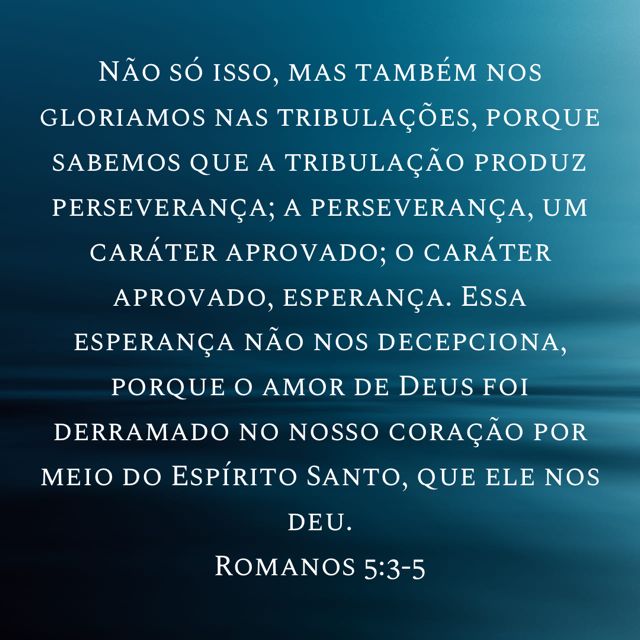 Não só isso, mas também nos
gloriamos nas tribulações, porque
sabemos que a tribulação produz
perseverança; a perseverança, um
caráter aprovado; o caráter
aprovado, esperança. Essa
esperança não nos decepciona,
porque o amor de Deus foi
derramado no nosso coração por
meio do Espírito Santo, que ele nos
deu.
Romanos 5:3-5